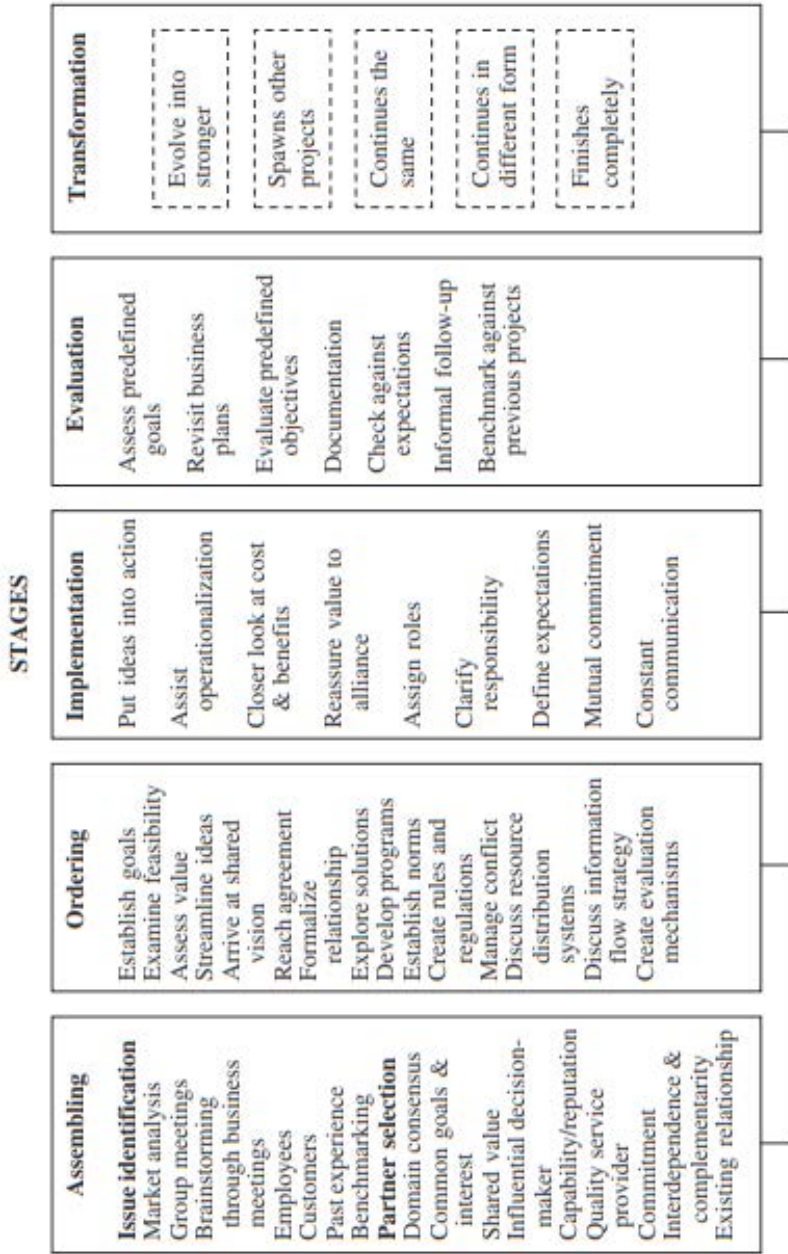 STAGES
Assembling
Issue identification
Market analysis
Group meetings
Brainstorming
through business
meetings
Employees
Customers
Past experience
Benchmarking
Partner selection
Domain consensus
Common goals &
interest
Shared value
Influential decision-
maker
Capability/reputation
Quality service
provider
Commitment
Interdependence &
complementarity
Existing relationship
Ordering
Establish goals
Examine feasibility
Assess value
Streamline ideas
Arrive at shared
vision
Reach agreement
Formalize
relationship
Explore solutions
Develop programs
Establish norms
Create rules and
regulations
Manage conflict
Discuss resource
distribution
systems
Discuss information
flow strategy
Create evaluation
mechanisms
Implementation
Put ideas into action
Assist
operationalization
Closer look at cost
& benefits
Reassure value to
alliance
Assign roles
Clarify
responsibility
Define expectations
Mutual commitment
Constant
communication
Evaluation
Assess predefined
goals
Revisit business
plans
Evaluate predefined
objectives
Documentation
Check against
expectations
Informal follow-up
Benchmark against
previous projects
Transformation
Evolve into
stronger
Spawns other
projects
Continues the
same
Continues in
different form
Finishes
completely